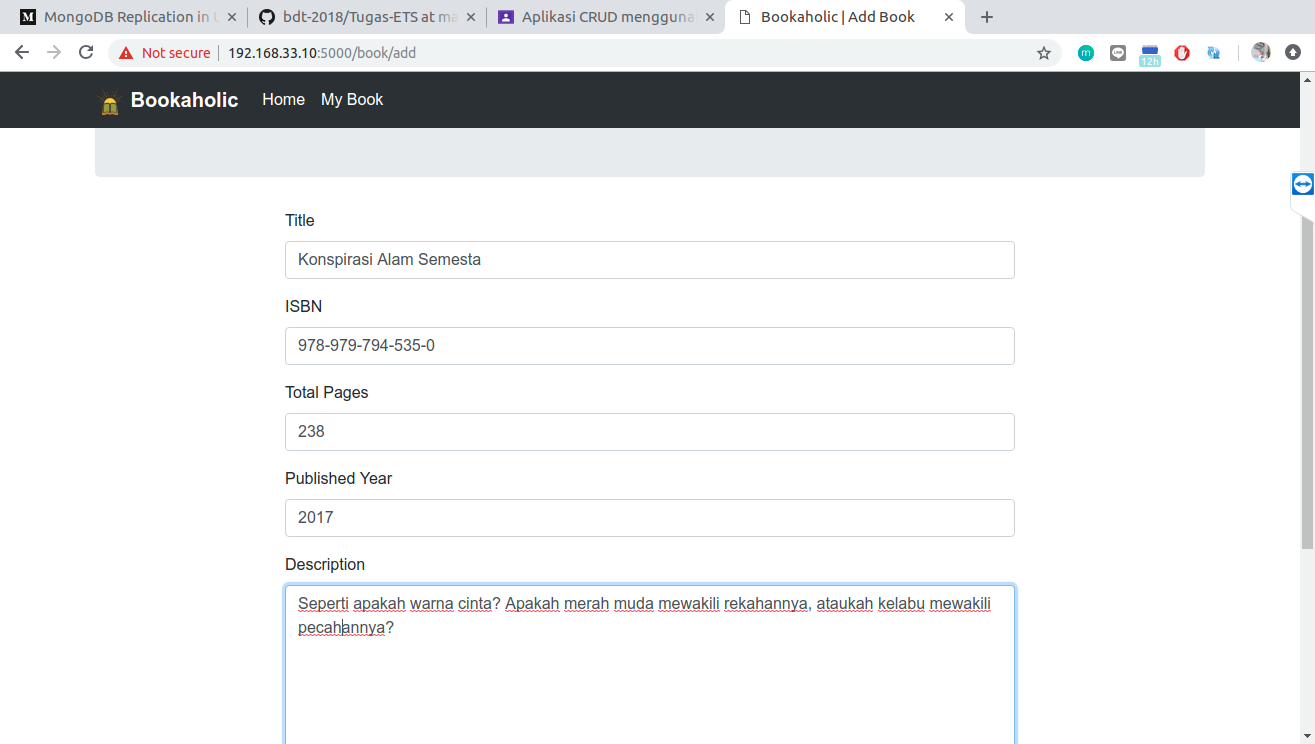 MongoDB Replication in U
bdt-2018/Tugas-ETS at ma
Aplikasi CRUD mengguna
Bookaholic | Add Book
Not secure
192.168.33.10:5000/book/add
m
12h
Bookaholic
Home
My Book
Title
Konspirasi Alam Semesta
ISBN
978-979-794-535-0
Total Pages
238
Published Year
2017
Description
Seperti apakah warna cinta? Apakah merah muda mewakili rekahannya, ataukah kelabu mewakili
pecahannya?